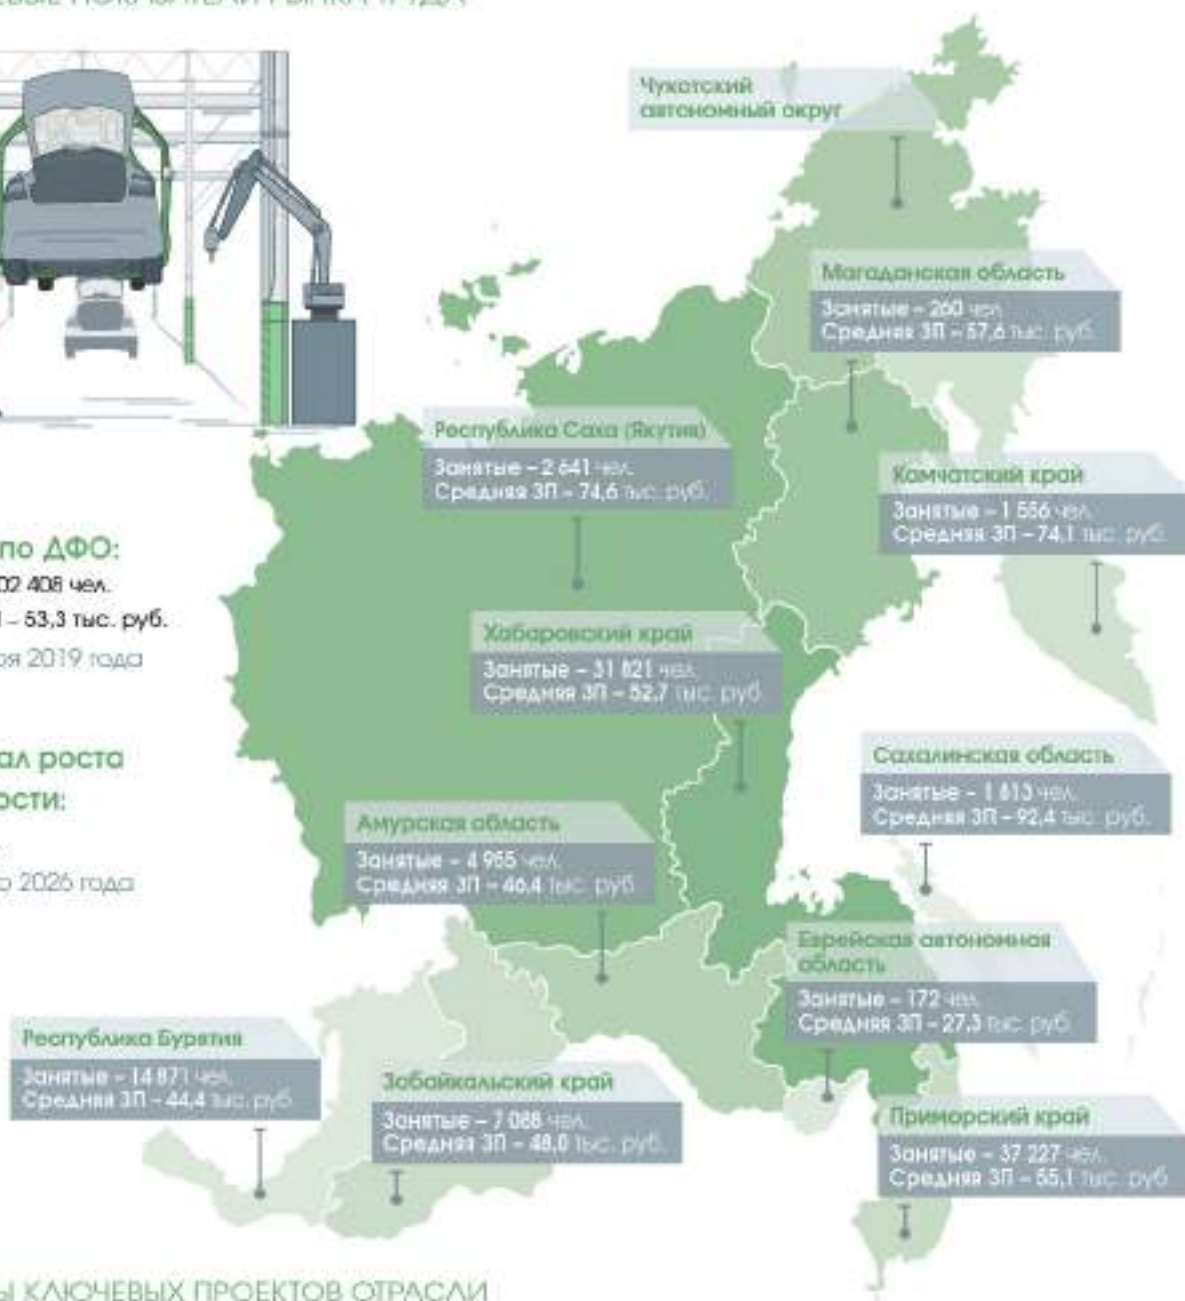 Чукотский
автономный округ
Магаданская область
Занятые – 260 чел.
Средняя ЗП – 57,6 тыс. руб.
Республика Саха (Якутия)
Занятые – 2 641 чел.
Средняя ЗП – 74,6 тыс. руб.
Камчатский край
Занятые – 1 556 чел.
Средняя ЗП – 74,1 тыс. руб.
по ДФО:
02 408 чел.
– 53,3 тыс. руб.
2019 года
Хабаровский край
Занятые – 31 821 чел.
Средняя ЗП – 52,7 тыс. руб.
ал роста
ости:
2026 года
Сахалинская область
Занятые – 1 813 чел.
Средняя ЗП – 92,4 тыс. руб.
Амурская область
Занятые – 4 955 чел.
Средняя ЗП – 46,4 тыс. руб.
Еврейская автономная
область
Занятые – 172 чел.
Средняя ЗП – 27,3 тыс. руб.
Республика Бурятия
Занятые – 14 871 чел.
Средняя ЗП – 44,4 тыс. руб.
Забайкальский край
Занятые – 7 088 чел.
Средняя ЗП – 48,0 тыс. руб.
Приморский край
Занятые – 37 227 чел.
Средняя ЗП – 55,1 тыс. руб.
Ы КЛЮЧЕВЫХ ПРОЕКТОВ ОТРАСЛИ